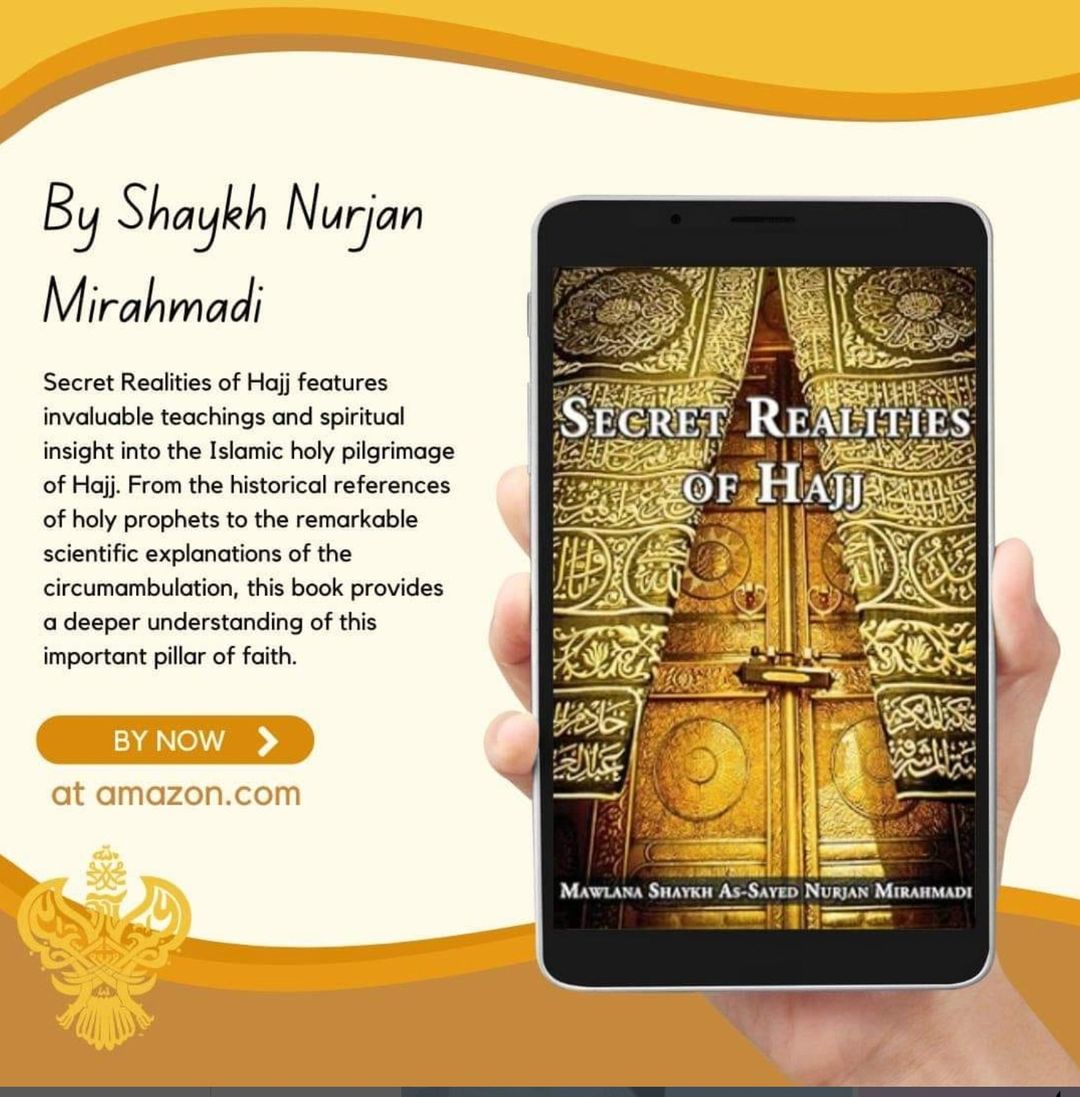 By Shaykh Nurjan
Mirahmadi
Secret Realities of Hajj features
invaluable teachings and spiritual
insight into the Islamic holy pilgrimage
of Hajj. From the historical references
of holy prophets to the remarkable
scientific explanations of the
circumambulation, this book provides
a deeper understanding of this
important pillar of faith.
BY NOW
at amazon.com
SECRET REALITIES
OF HAJJ
MAWLANA SHAYKH AS-SAYED NURJAN MIRAHMADI